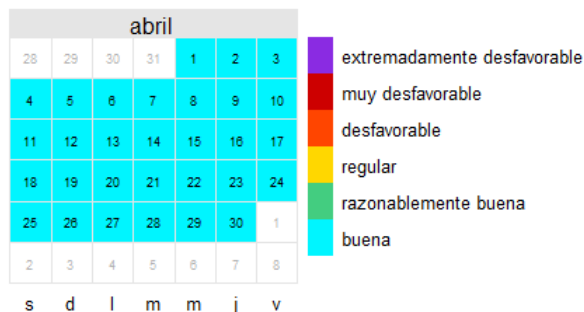 abril
28 29 30 31 1 2 3
4 5 6 7 8 9 10
11 12 13 14 15 16 17
18 19 20 21 22 23 24
25 26 27 28 29 30 1
2 3 4 5 6 7 8
s d l m m j v
extremadamente desfavorable
muy desfavorable
desfavorable
regular
razonablemente buena
buena